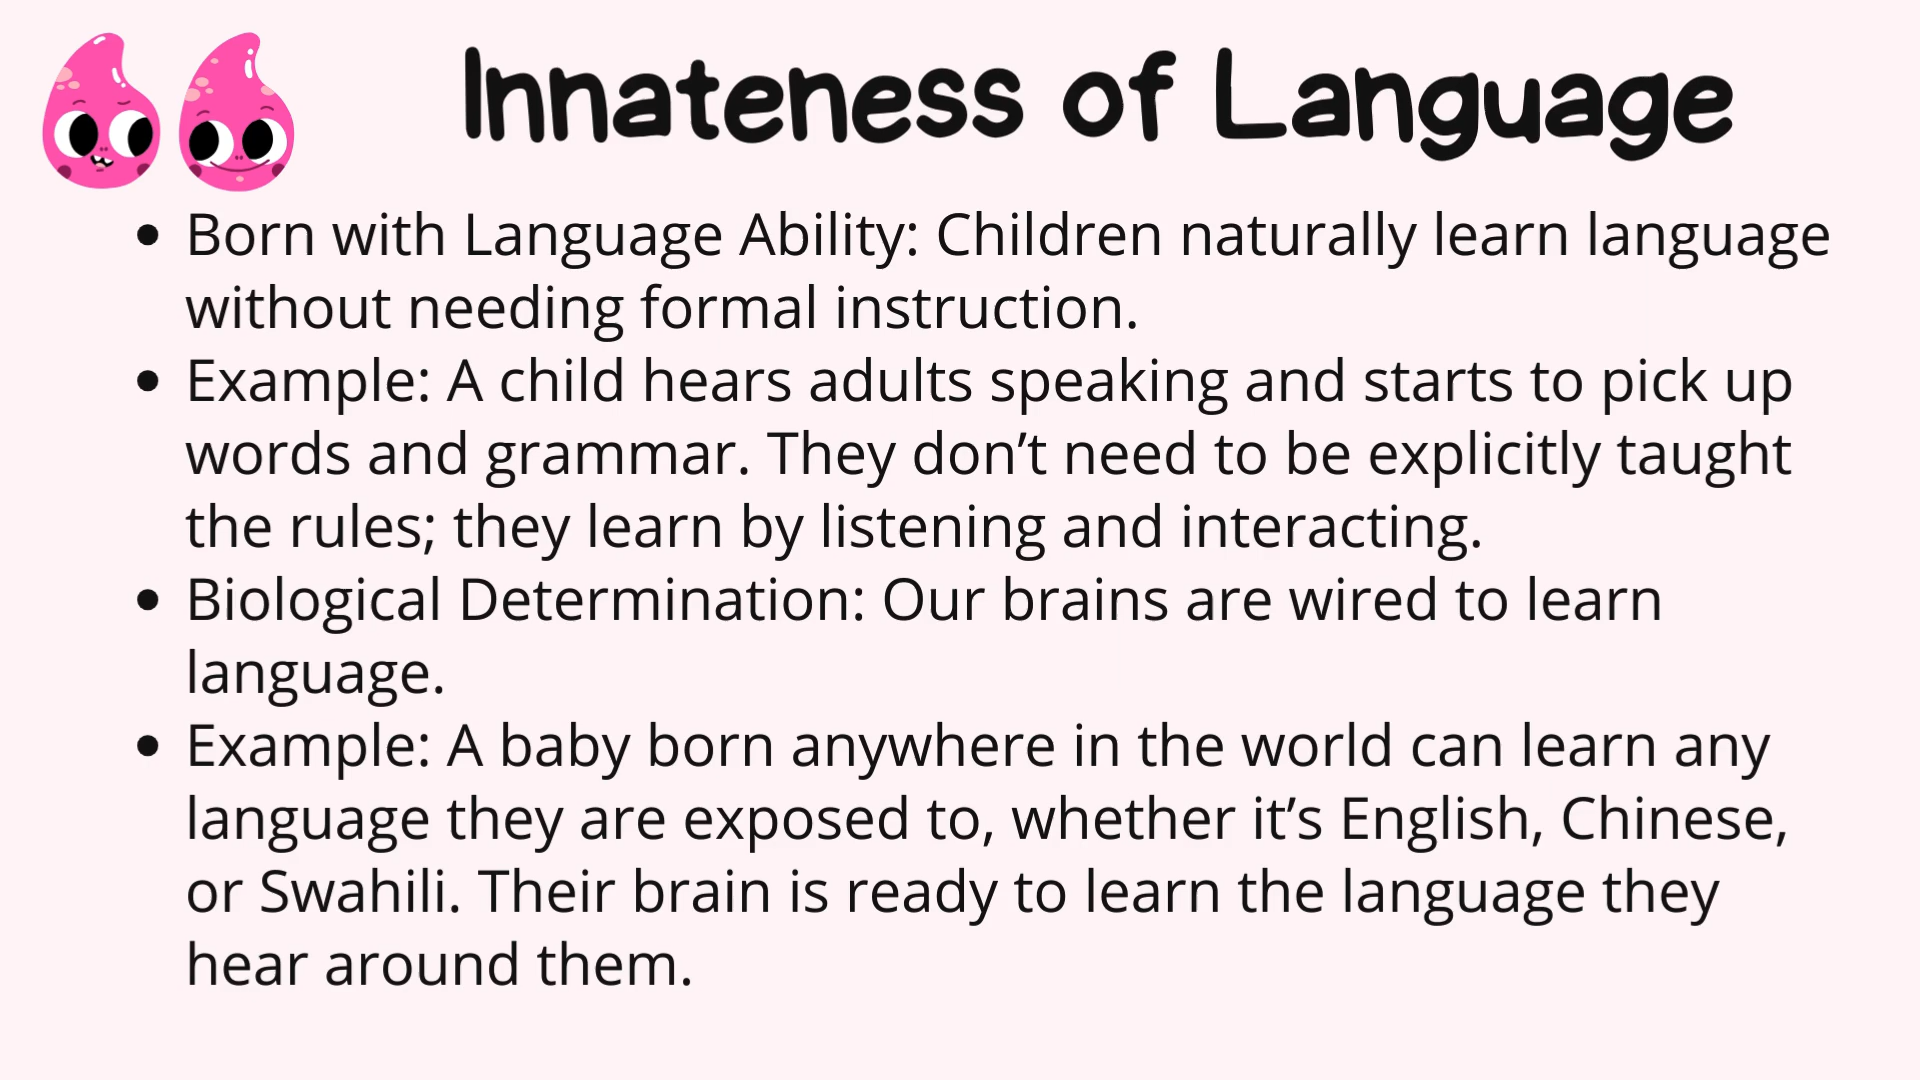 Innateness of Language
• Born with Language Ability: Children naturally learn language
without needing formal instruction.
• Example: A child hears adults speaking and starts to pick up
words and grammar. They don’t need to be explicitly taught
the rules; they learn by listening and interacting.
• Biological Determination: Our brains are wired to learn
language.
• Example: A baby born anywhere in the world can learn any
language they are exposed to, whether it’s English, Chinese,
or Swahili. Their brain is ready to learn the language they
hear around them.